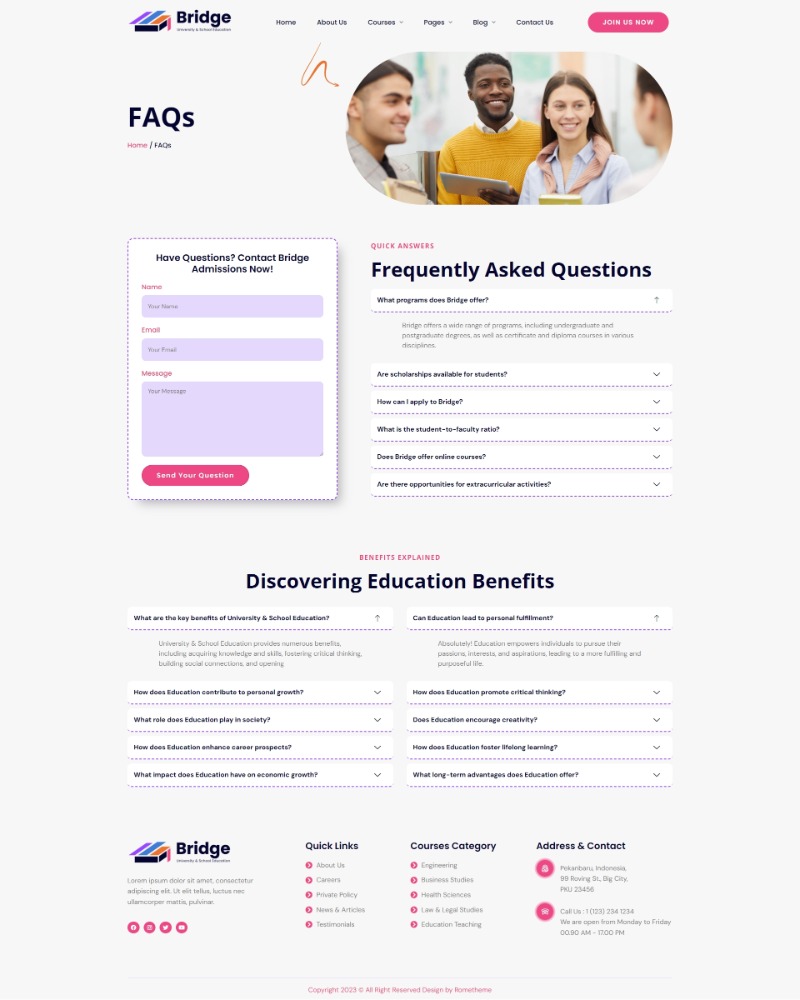 Bridge
University & School Education
Home
About Us
Courses
Pages
Blog
Contact Us
JOIN US NOW
FAQs
Home / FAQs
Have Questions? Contact Bridge
Admissions Now!
Name
Your Name
Email
Your Email
Message
Your Message
Send Your Question
QUICK ANSWERS
Frequently Asked Questions
What programs does Bridge offer?
Bridge offers a wide range of programs, including undergraduate and
postgraduate degrees, as well as certificate and diploma courses in various
disciplines.
Are scholarships available for students?
How can I apply to Bridge?
What is the student-to-faculty ratio?
Does Bridge offer online courses?
Are there opportunities for extracurricular activities?
BENEFITS EXPLAINED
Discovering Education Benefits
What are the key benefits of University & School Education?
University & School Education provides numerous benefits,
including acquiring knowledge and skills, fostering critical thinking,
building social connections, and opening
How does Education contribute to personal growth?
What role does Education play in society?
How does Education enhance career prospects?
What impact does Education have on economic growth?
Can Education lead to personal fulfillment?
Absolutely! Education empowers individuals to pursue their
passions, interests, and aspirations, leading to a more fulfilling and
purposeful life.
How does Education promote critical thinking?
Does Education encourage creativity?
How does Education foster lifelong learning?
What long-term advantages does Education offer?
Bridge
University & School Education
Lorem ipsum dolor sit amet, consectetur
adipiscing elit. Ut elit tellus, luctus nec
ullamcorper mattis, pulvinar.
Quick Links
About Us
Careers
Private Policy
News & Articles
Testimonials
Courses Category
Engineering
Business Studies
Health Sciences
Law & Legal Studies
Education Teaching
Address & Contact
Pekanbaru, Indonesia,
99 Roving St., Big City,
PKU 23456
Call Us : 1 (123) 234 1234
We are open from Monday to Friday
00.90 AM - 17.00 PM
Copyright 2023 © All Right Reserved Design by Rometheme